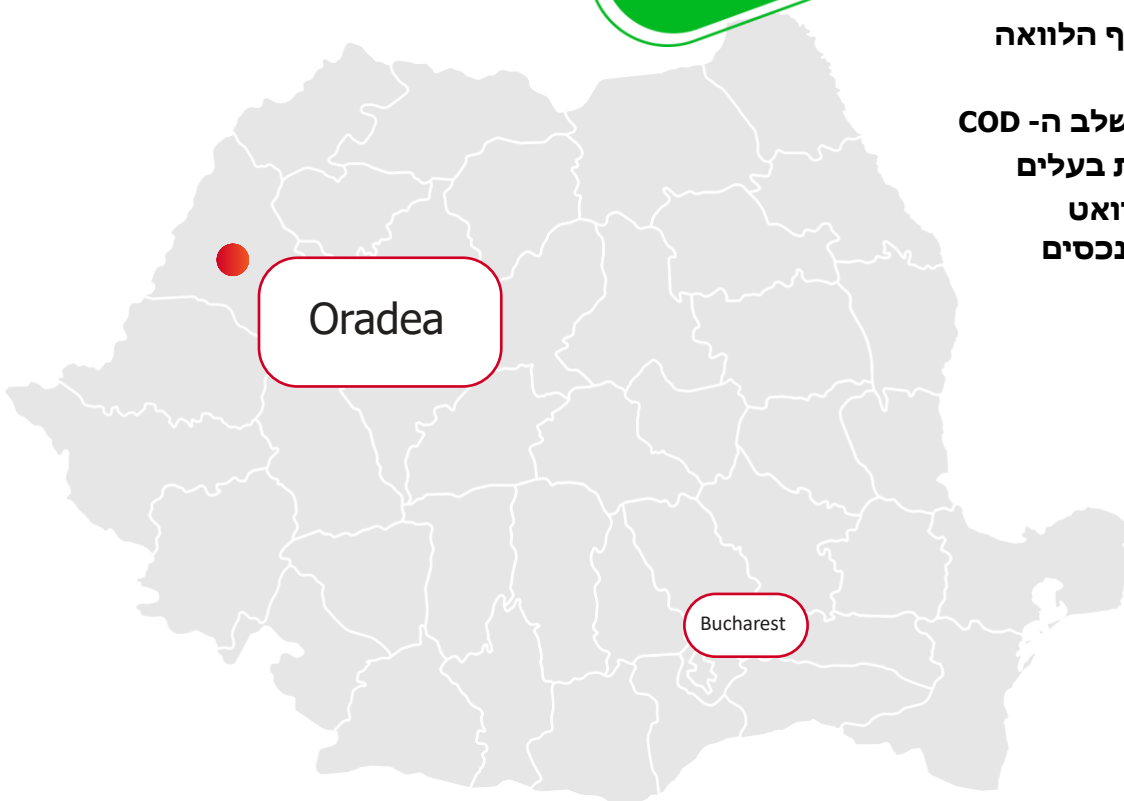 ף הלוואה
שלב ה- COD
ת בעלים
ואט
נכסים
Oradea
Bucharest